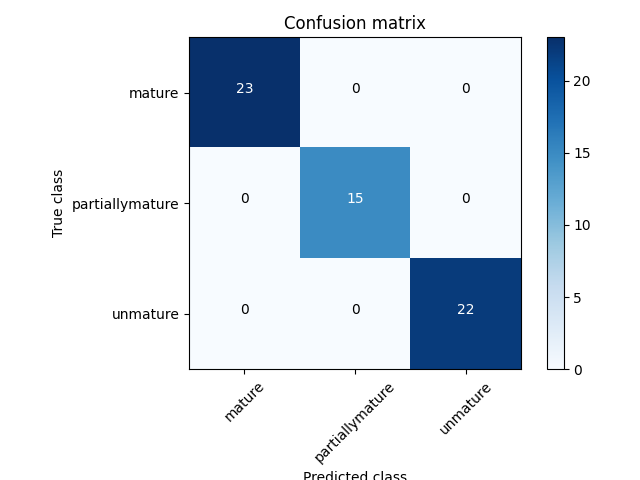 Confusion matrix
True class
mature 23 0 0
partiallymature 0 15 0
unmature 0 0 22
mature partiallymature unmature
Predicted class
20
15
10
5
0